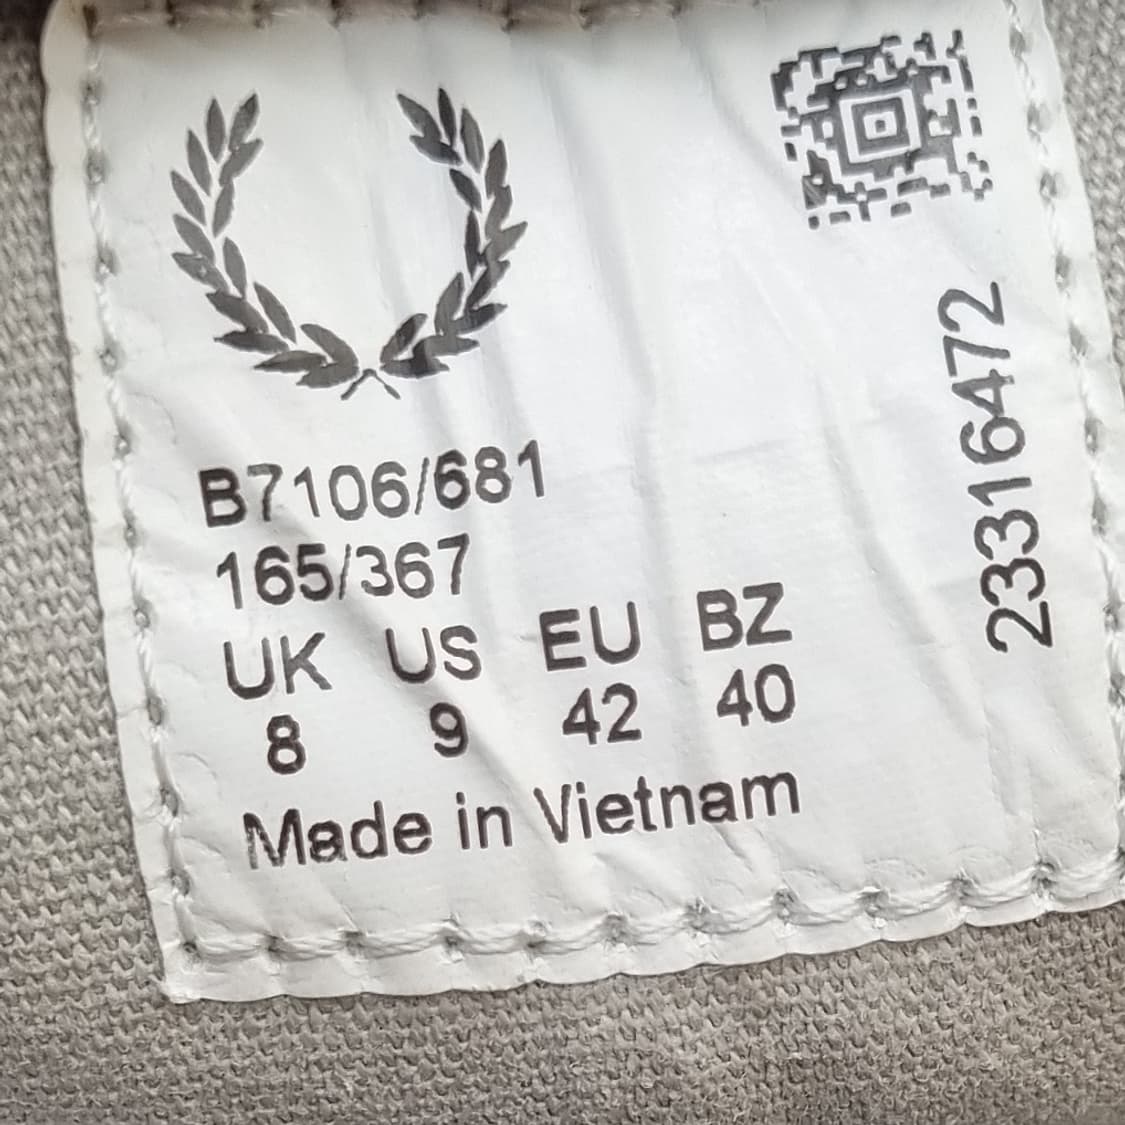 B7106/681
165/367
UK US EU BZ
8 9 42 40
Made in Vietnam
23316472